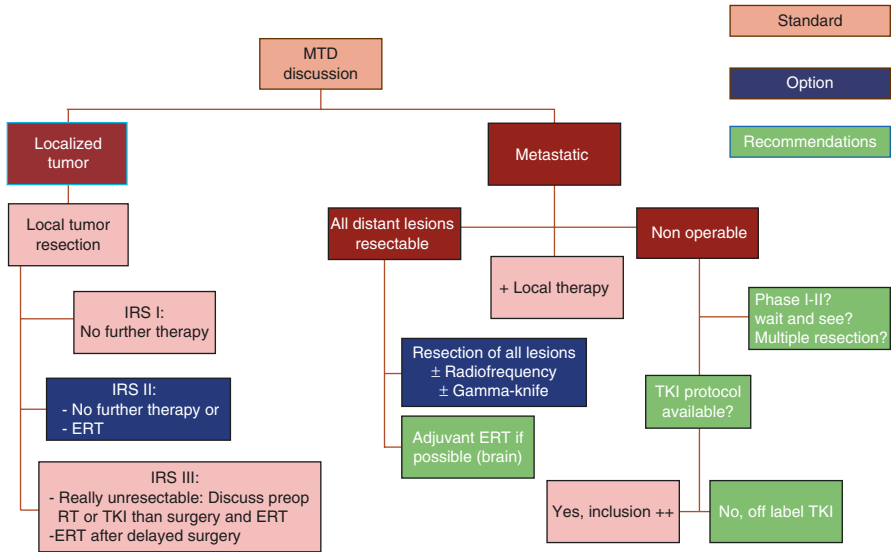 MTD
discussion
Standard
Option
Recommendations
Localized
tumor
Metastatic
Local tumor
resection
All distant lesions
resectable
Non operable
+ Local therapy
IRS I:
No further therapy
Phase I-II?
wait and see?
Multiple resection?
Resection of all lesions
± Radiofrequency
± Gamma-knife
IRS II:
- No further therapy or
- ERT
TKI protocol
available?
Adjuvant ERT if
possible (brain)
IRS III:
- Really unresectable: Discuss preop
RT or TKI than surgery and ERT
-ERT after delayed surgery
Yes, inclusion ++
No, off label TKI